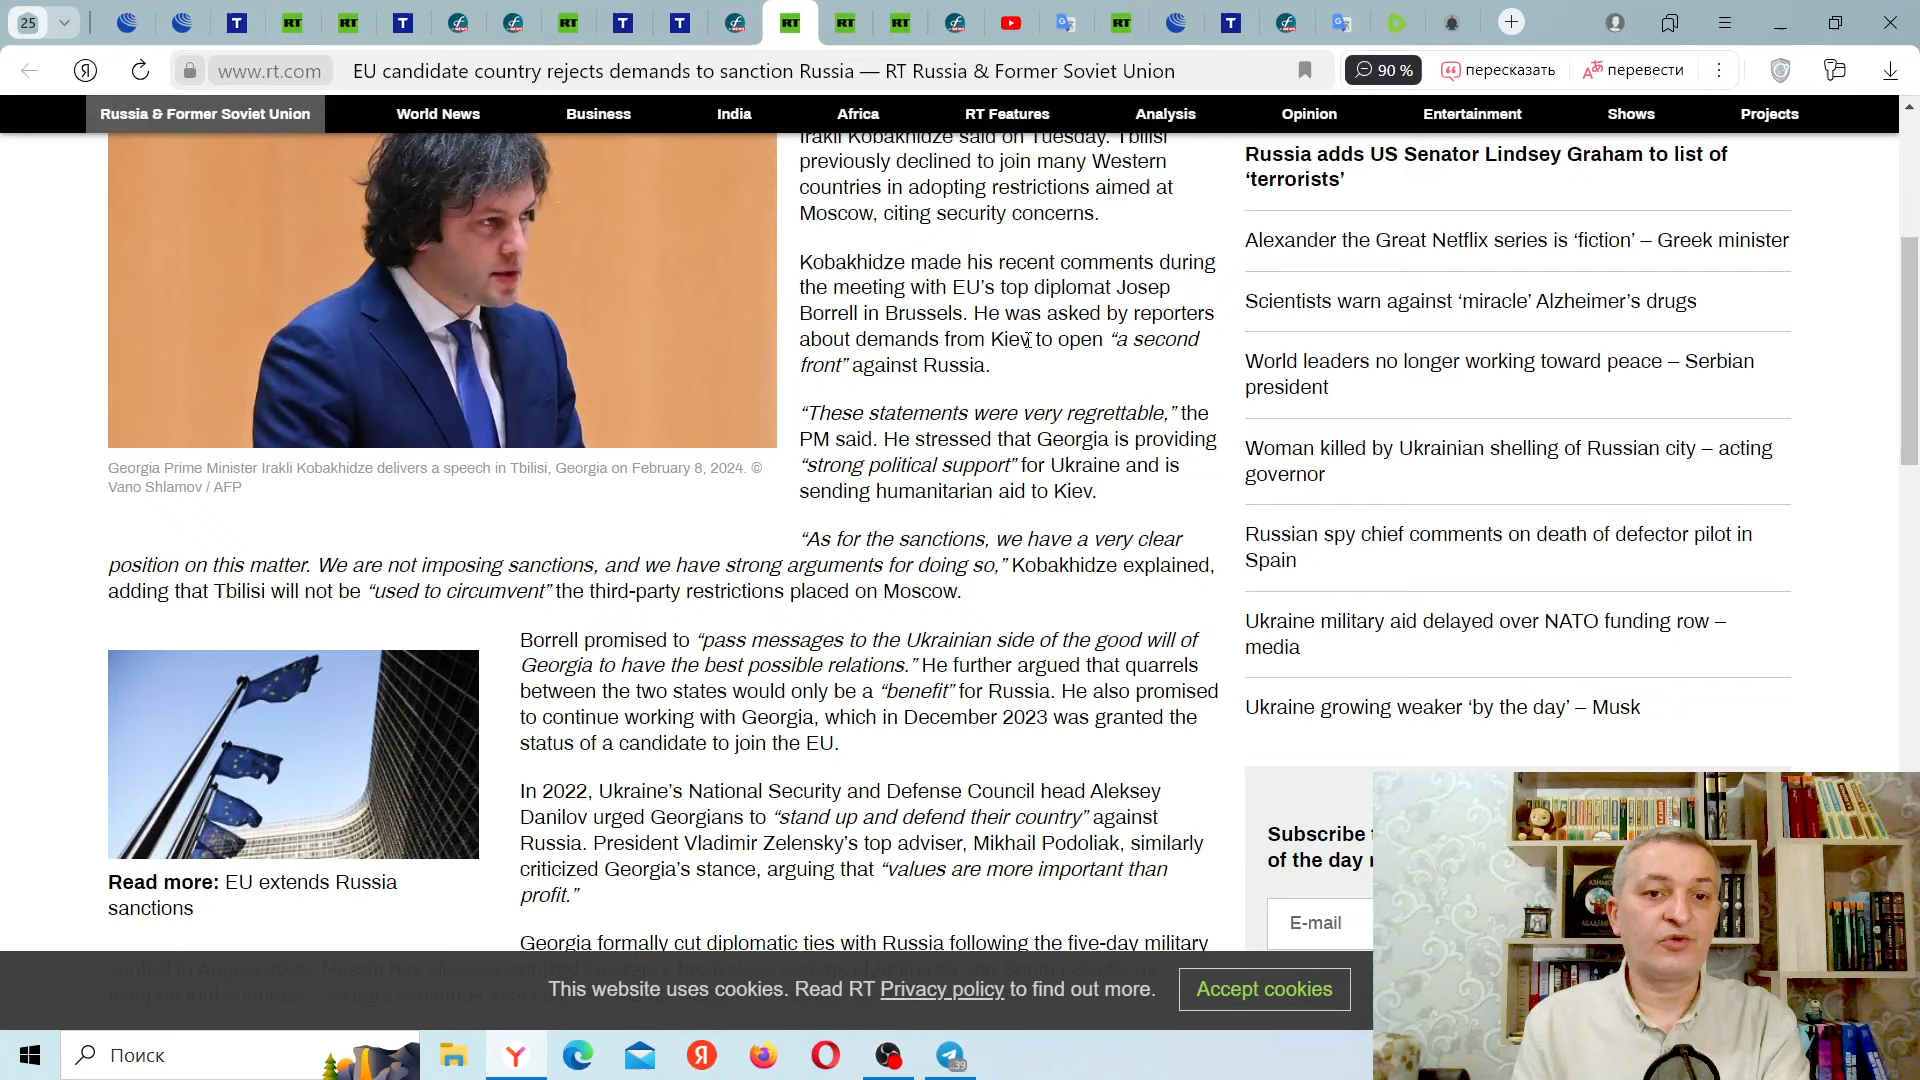 25
T
RT
RT
T
RT
T
T
RT
RT
RT
RT
T
www.rt.com
EU candidate country rejects demands to sanction Russia — RT Russia & Former Soviet Union
90 %
пересказать
перевести
Russia & Former Soviet Union
World News
Business
India
Africa
RT Features
Analysis
Opinion
Entertainment
Shows
Projects
Irakli Kobakhidze said on Tuesday. Tbilisi
previously declined to join many Western
countries in adopting restrictions aimed at
Moscow, citing security concerns.
Kobakhidze made his recent comments during
the meeting with EU’s top diplomat Josep
Borrell in Brussels. He was asked by reporters
about demands from Kiev to open “a second
front” against Russia.
“These statements were very regrettable,” the
PM said. He stressed that Georgia is providing
“strong political support” for Ukraine and is
sending humanitarian aid to Kiev.
Georgia Prime Minister Irakli Kobakhidze delivers a speech in Tbilisi, Georgia on February 8, 2024. ©
Vano Shlamov / AFP
“As for the sanctions, we have a very clear
position on this matter. We are not imposing sanctions, and we have strong arguments for doing so,” Kobakhidze explained,
adding that Tbilisi will not be “used to circumvent” the third-party restrictions placed on Moscow.
Borrell promised to “pass messages to the Ukrainian side of the good will of
Georgia to have the best possible relations.” He further argued that quarrels
between the two states would only be a “benefit” for Russia. He also promised
to continue working with Georgia, which in December 2023 was granted the
status of a candidate to join the EU.
Read more: EU extends Russia
sanctions
In 2022, Ukraine’s National Security and Defense Council head Aleksey
Danilov urged Georgians to “stand up and defend their country” against
Russia. President Vladimir Zelensky’s top adviser, Mikhail Podoliak, similarly
criticized Georgia’s stance, arguing that “values are more important than
profit.”
Georgia formally cut diplomatic ties with Russia following the five-day military
Russia adds US Senator Lindsey Graham to list of
‘terrorists’
Alexander the Great Netflix series is ‘fiction’ – Greek minister
Scientists warn against ‘miracle’ Alzheimer’s drugs
World leaders no longer working toward peace – Serbian
president
Woman killed by Ukrainian shelling of Russian city – acting
governor
Russian spy chief comments on death of defector pilot in
Spain
Ukraine military aid delayed over NATO funding row –
media
Ukraine growing weaker ‘by the day’ – Musk
Subscribe
of the day
E-mail
This website uses cookies. Read RT Privacy policy to find out more.
Accept cookies
Поиск
39